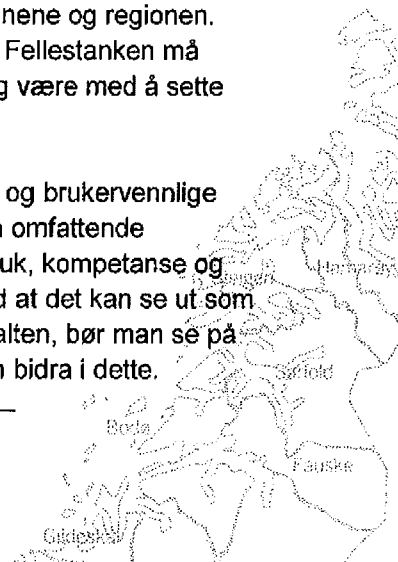 nene og regionen.
Fellestanken må
g være med å sette
og brukervennlige
n omfattende
uk, kompetanse og
Hamarøy
d at det kan se ut som
alten, bør man se på
Sørfold
n bidra i dette.
Bodø
Fauske
Gildeskål